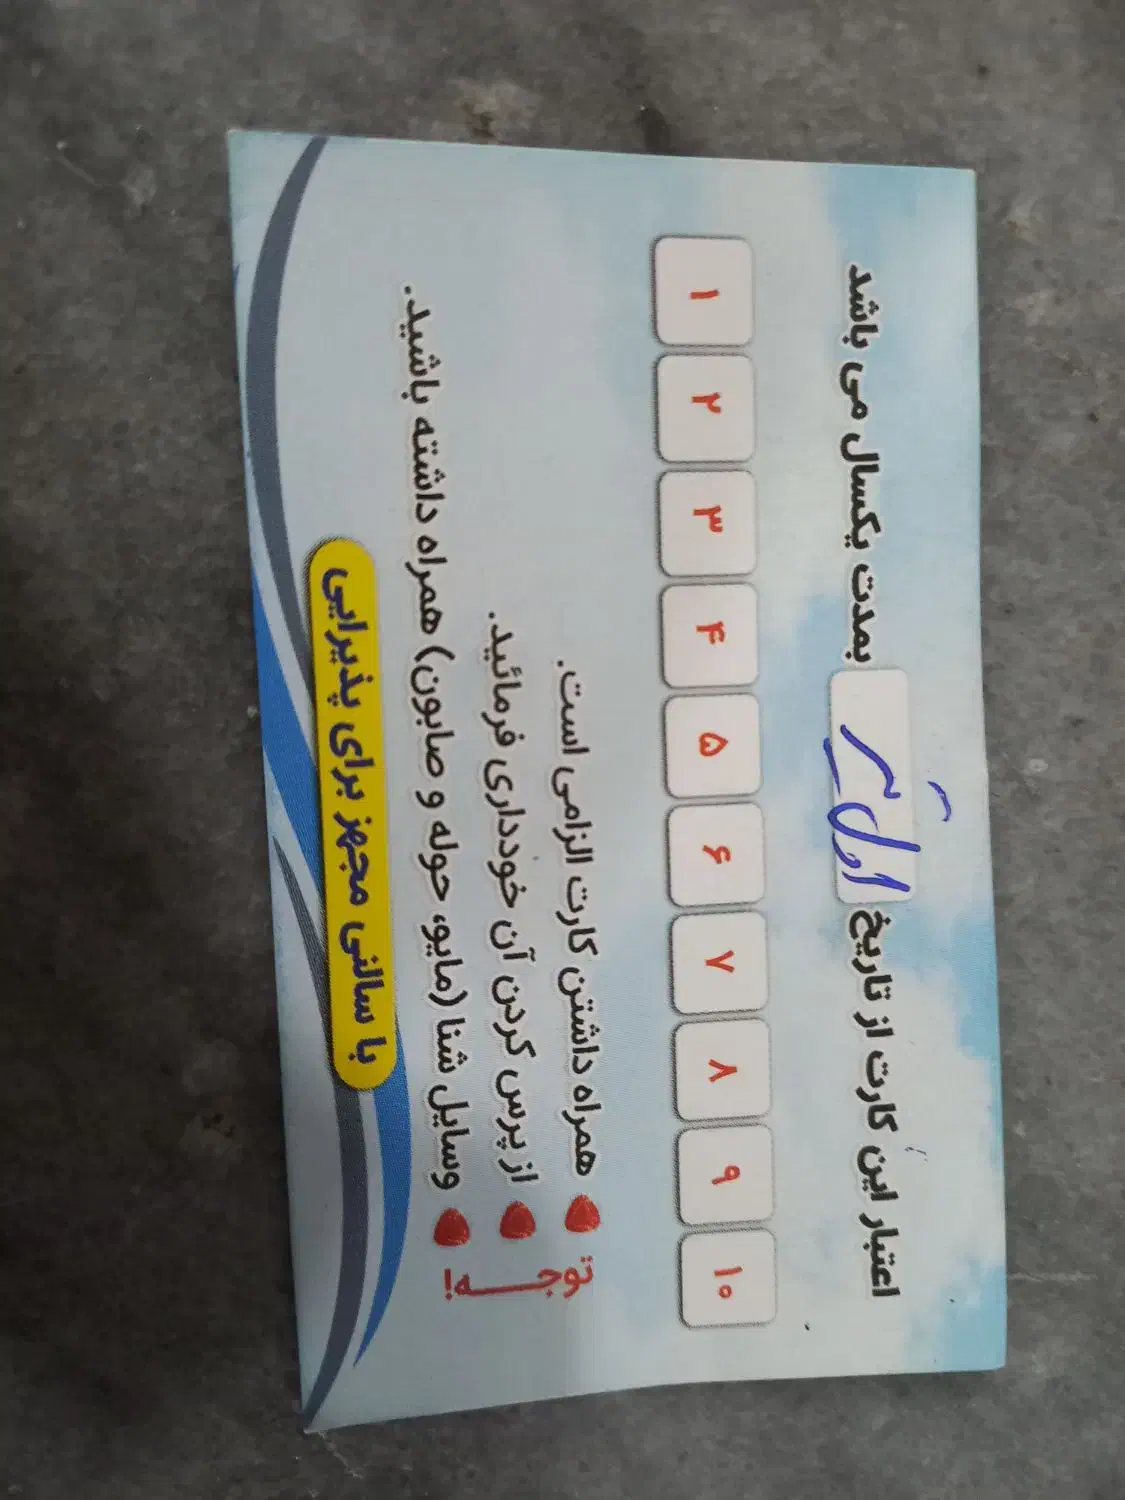 اعتبار این کارت از تاریخ اول بمدت یکسال می باشد
۱ ۲ ۳ ۴ ۵ ۶ ۷ ۸ ۹ ۱۰
توجـــه!
همراه داشتن کارت الزامی است.
از پرس کردن آن خودداری فرمائید.
وسایل شنا (مایو، حوله و صابون) همراه داشته باشید.
با سالنی مجهز برای پذیرایی